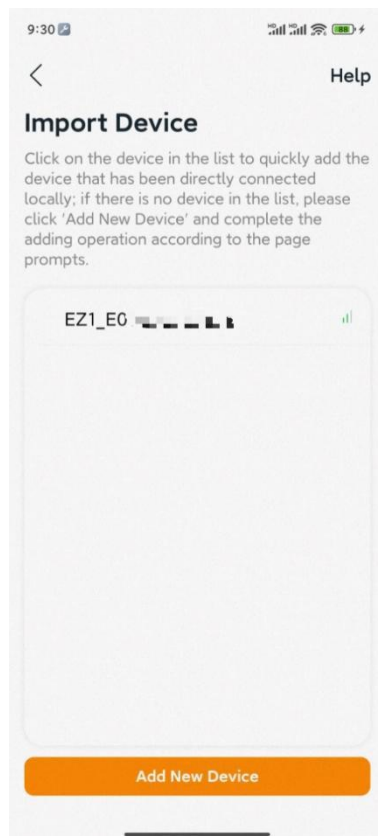 9:30
88
Help
Import Device
Click on the device in the list to quickly add the
device that has been directly connected
locally; if there is no device in the list, please
click 'Add New Device' and complete the
adding operation according to the page
prompts.
EZ1_E0
Add New Device